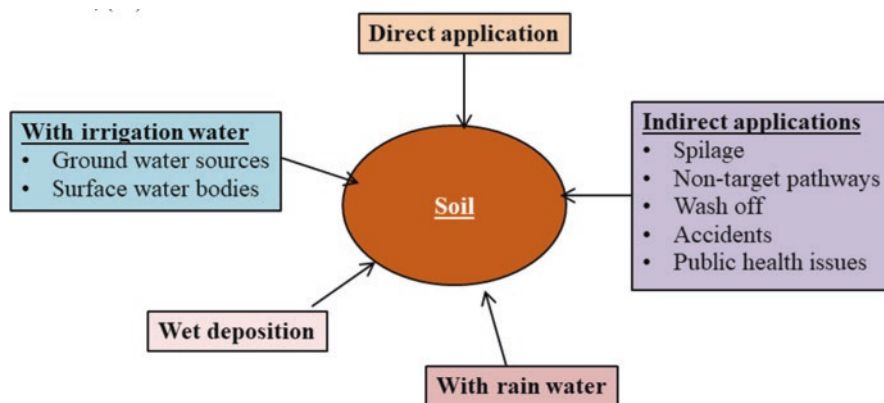 Direct application
With irrigation water
• Ground water sources
• Surface water bodies
Indirect applications
• Spilage
• Non-target pathways
• Wash off
• Accidents
• Public health issues
Soil
Wet deposition
With rain water